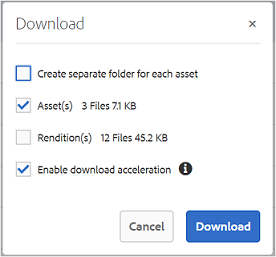 Download
Create separate folder for each asset
Asset(s) 3 Files 7.1 KB
Rendition(s) 12 Files 45.2 KB
Enable download acceleration
Cancel Download